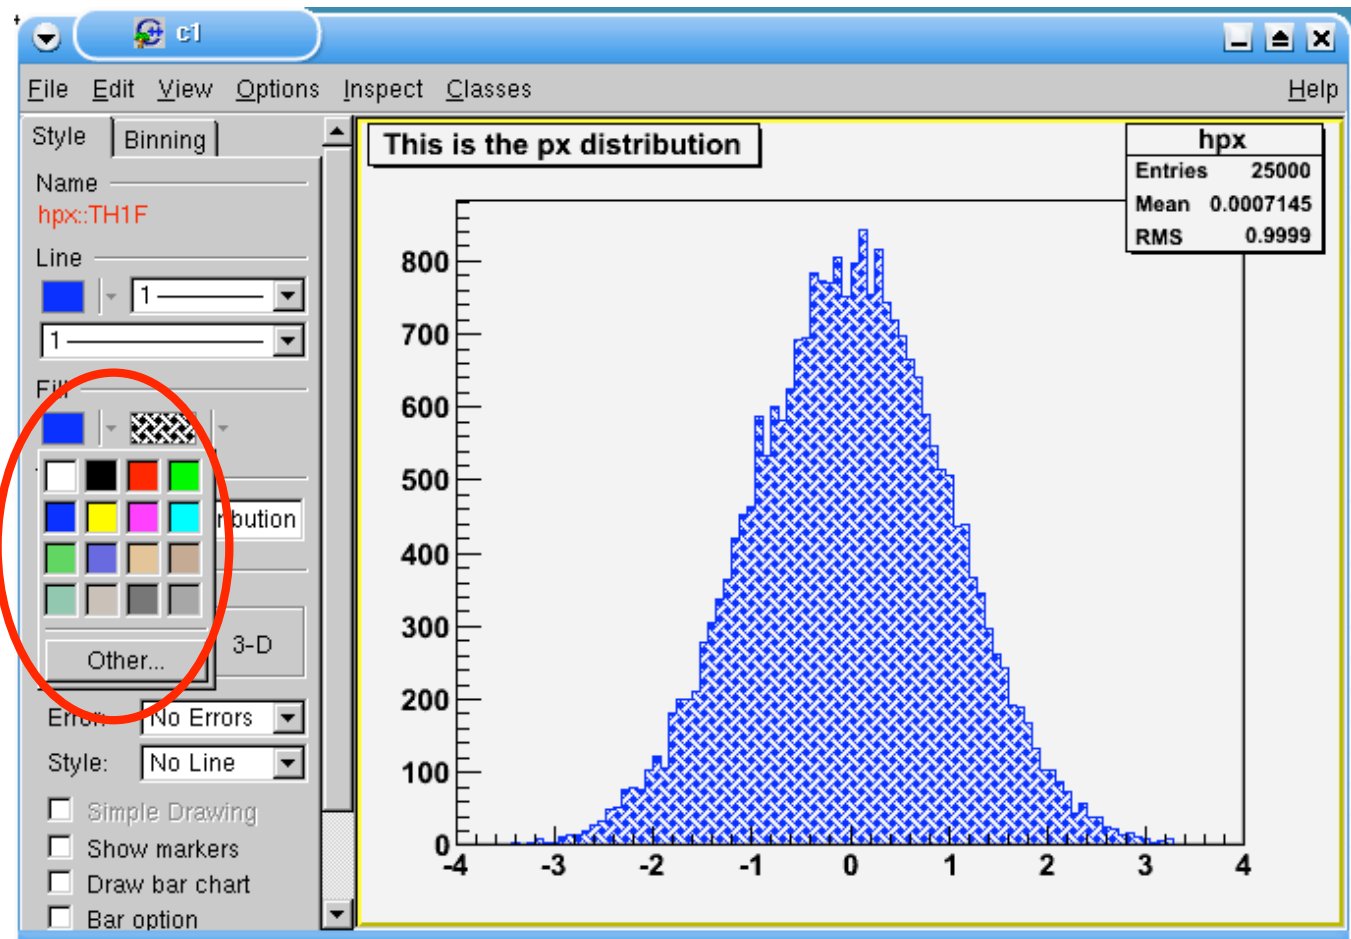 c1
File Edit View Options Inspect Classes Help
Style Binning
Name
hpx::TH1F
Line
1
1
Fill
ribution
Other...
3-D
Error: No Errors
Style: No Line
Simple Drawing
Show markers
Draw bar chart
Bar option
This is the px distribution
hpx
Entries 25000
Mean 0.0007145
RMS 0.9999
800
700
600
500
400
300
200
100
0
-4 -3 -2 -1 0 1 2 3 4